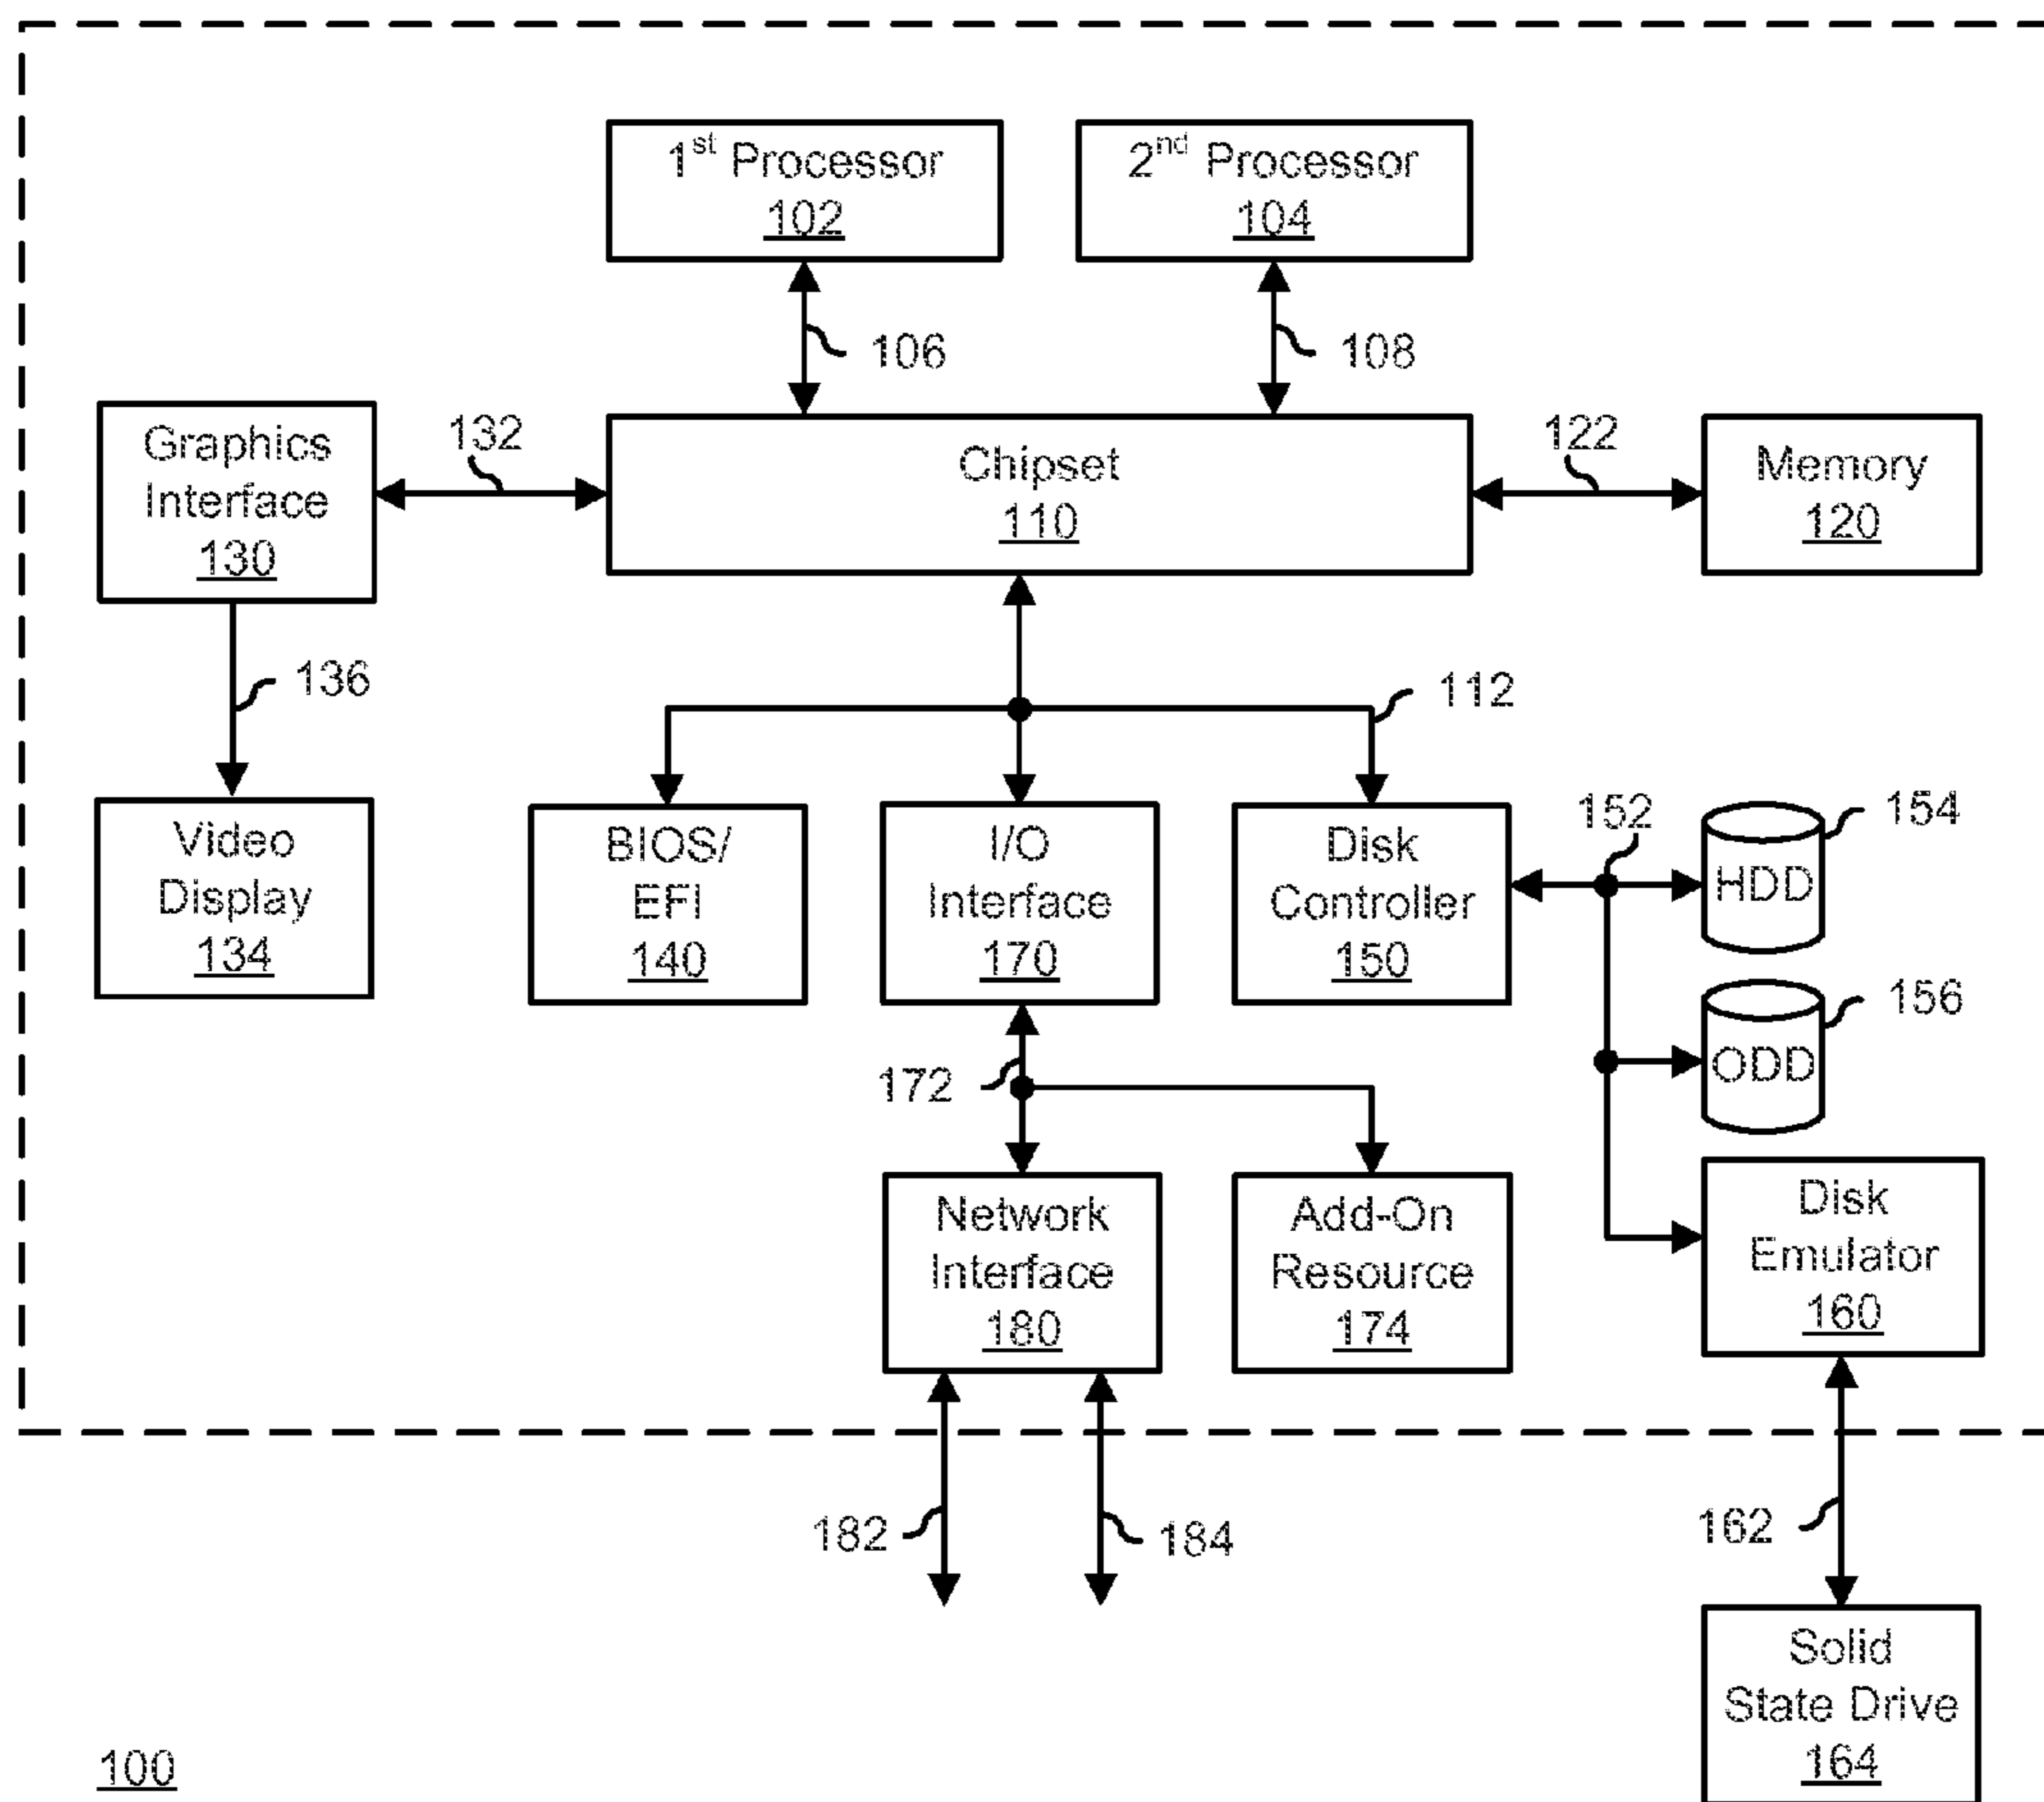 1st Processor
102
2nd Processor
104
106
108
Graphics
Interface
130
132
Chipset
110
122
Memory
120
136
112
Video
Display
134
BIOS/
EFI
140
I/O
Interface
170
Disk
Controller
150
152
154
HDD
156
ODD
172
Network
Interface
180
Add-On
Resource
174
Disk
Emulator
160
182
184
162
Solid
State Drive
164
100